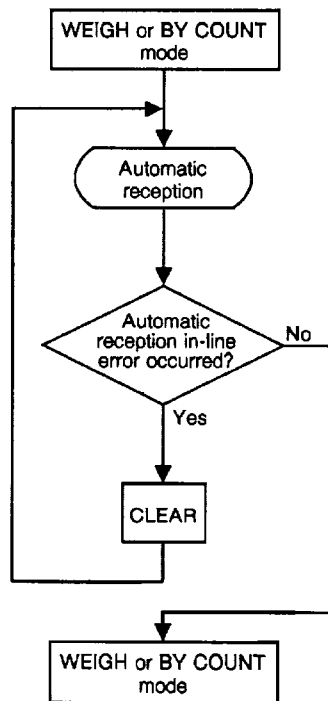 WEIGH or BY COUNT
mode
Automatic
reception
Automatic
reception in-line
error occurred?
No
Yes
CLEAR
WEIGH or BY COUNT
mode